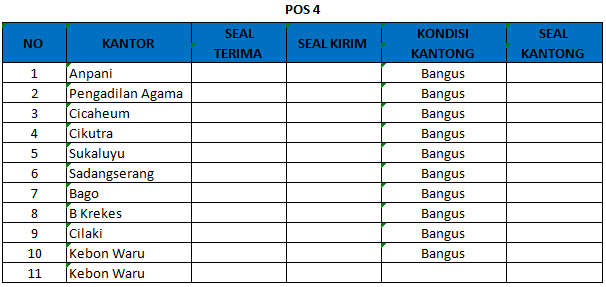 POS 4
NO KANTOR SEAL TERIMA SEAL KIRIM KONDISI KANTONG SEAL KANTONG
1 Anpani Bangus
2 Pengadilan Agama Bangus
3 Cicaheum Bangus
4 Cikutra Bangus
5 Sukaluyu Bangus
6 Sadangserang Bangus
7 Bago Bangus
8 B Krekes Bangus
9 Cilaki Bangus
10 Kebon Waru Bangus
11 Kebon Waru